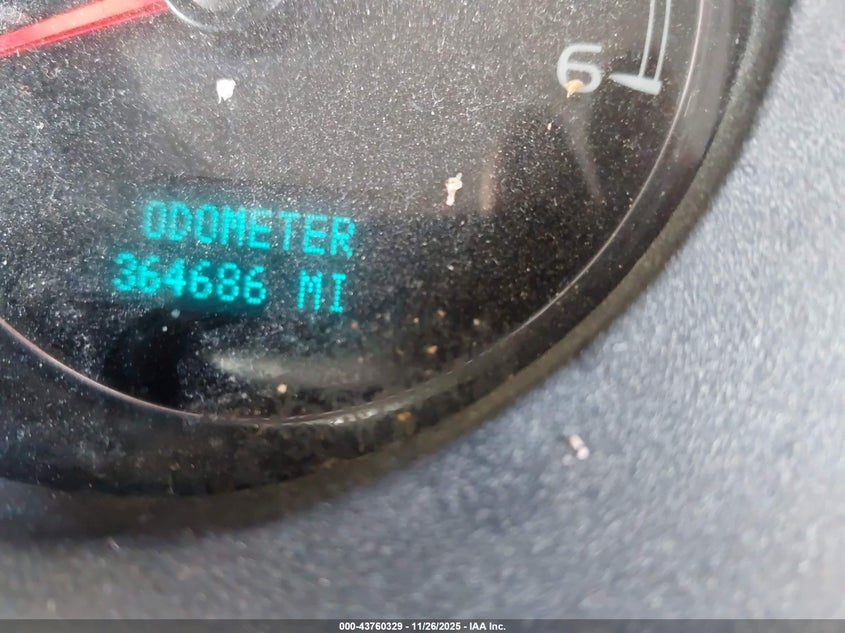 6
ODOMETER
364686 MI
000-43760329 - 11/26/2025 - IAA Inc.